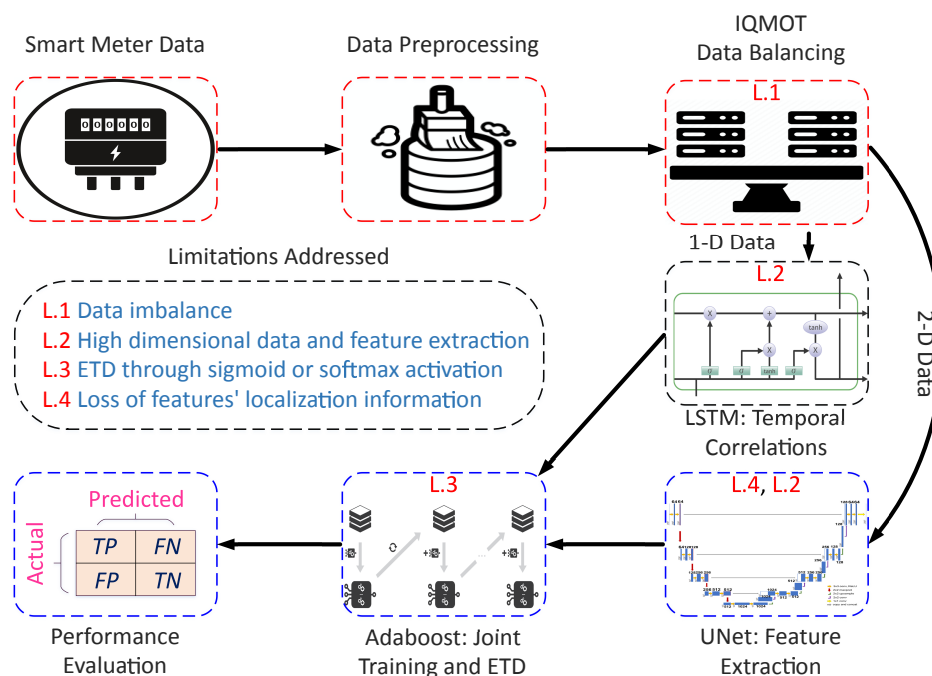 Smart Meter Data
Data Preprocessing
IQMOT
Data Balancing
L.1
000000
1-D Data
2-D Data
Limitations Addressed
L.1 Data imbalance
L.2 High dimensional data and feature extraction
L.3 ETD through sigmoid or softmax activation
L.4 Loss of features' localization information
L.2
X
+
tanh
X
X
σ
σ
tanh
σ
LSTM: Temporal
Correlations
Predicted
Actual
TP FN
FP TN
Performance
Evaluation
L.3
Adaboost: Joint
Training and ETD
L.4, L.2
UNet: Feature
Extraction